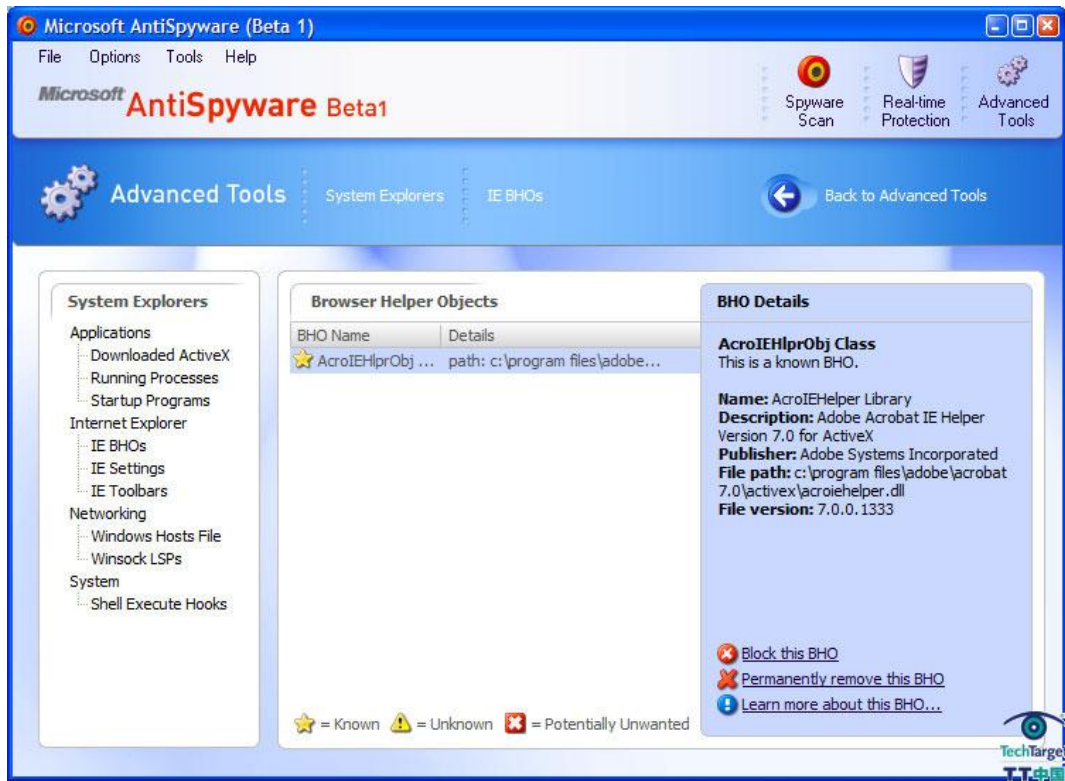 Microsoft AntiSpyware (Beta 1)
File Options Tools Help
Microsoft AntiSpyware Beta1
Spyware Scan
Real-time Protection
Advanced Tools
Advanced Tools
System Explorers
IE BHOs
Back to Advanced Tools
System Explorers
Applications
Downloaded ActiveX
Running Processes
Startup Programs
Internet Explorer
IE BHOs
IE Settings
IE Toolbars
Networking
Windows Hosts File
Winsock LSPs
System
Shell Execute Hooks
Browser Helper Objects
BHO Name Details
AcroIEHlprObj ... path: c:\program files\adobe...
= Known = Unknown = Potentially Unwanted
BHO Details
AcroIEHlprObj Class
This is a known BHO.
Name: AcroIEHelper Library
Description: Adobe Acrobat IE Helper
Version 7.0 for ActiveX
Publisher: Adobe Systems Incorporated
File path: c:\program files\adobe\acrobat
7.0\activex\acroiehelper.dll
File version: 7.0.0.1333
Block this BHO
Permanently remove this BHO
Learn more about this BHO...
TechTarge
TT中国